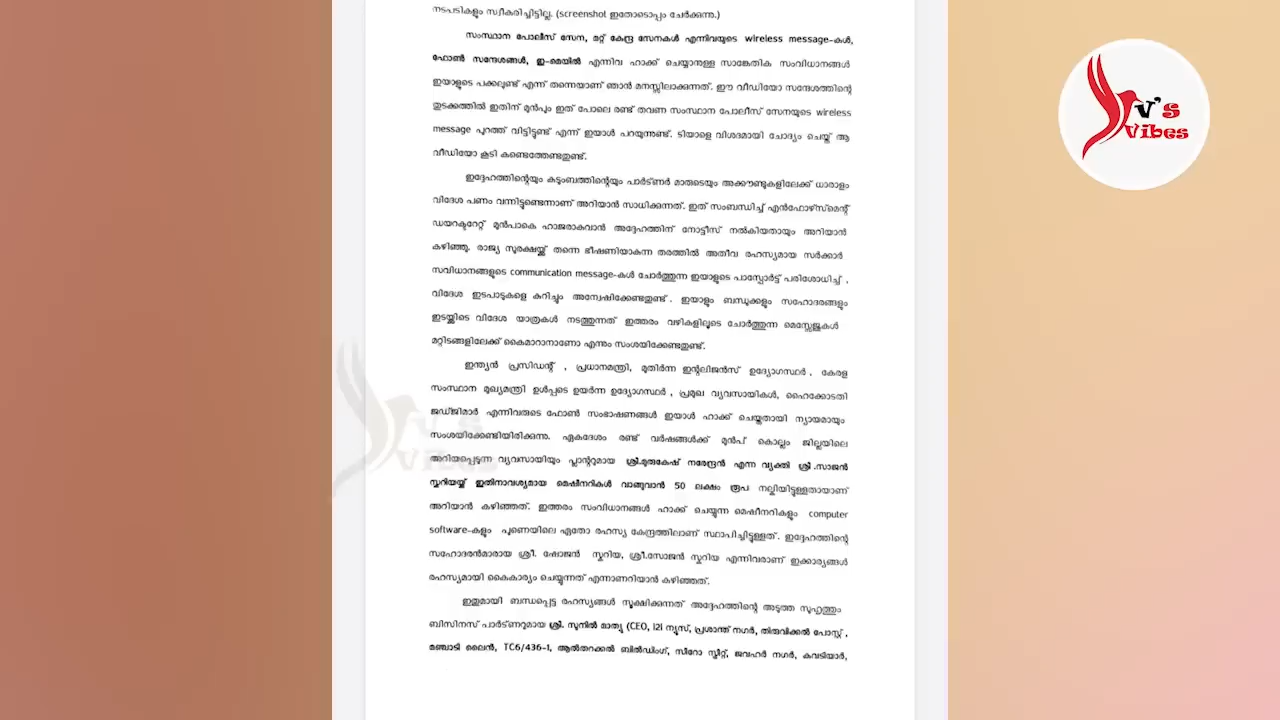 നടപടികളും സ്വീകരിച്ചിട്ടില്ല. (screenshot ഇതോടൊപ്പം ചേർക്കുന്നു.)
സംസ്ഥാന പോലീസ് സേന, മറ്റ് കേന്ദ്ര സേനകൾ എന്നിവയുടെ wireless message-കൾ,
ഫോൺ സന്ദേശങ്ങൾ, ഇ-മെയിൽ എന്നിവ ഹാക്ക് ചെയ്യാനുള്ള സാങ്കേതിക സംവിധാനങ്ങൾ
ഇയാളുടെ പക്കലുണ്ട് എന്ന് തന്നെയാണ് ഞാൻ മനസ്സിലാക്കുന്നത്. ഈ വീഡിയോ സന്ദേശത്തിന്റെ
തുടക്കത്തിൽ ഇതിന് മുൻപും ഇത് പോലെ രണ്ട് തവണ സംസ്ഥാന പോലീസ് സേനയുടെ wireless
message പുറത്ത് വിട്ടിട്ടുണ്ട് എന്ന് ഇയാൾ പറയുന്നുണ്ട്. ടിയാളെ വിശദമായി ചോദ്യം ചെയ്ത് ആ
വീഡിയോ കൂടി കണ്ടെത്തേണ്ടതുണ്ട്.
ഇദ്ദേഹത്തിന്റെയും കുടുംബത്തിന്റെയും പാർട്ണർ മാരുടെയും അക്കൗണ്ടുകളിലേക്ക് ധാരാളം
വിദേശ പണം വന്നിട്ടുണ്ടെന്നാണ് അറിയാൻ സാധിക്കുന്നത്. ഇത് സംബന്ധിച്ച് എൻഫോഴ്സ്മെന്റ്
ഡയറക്ടറേറ്റ് മുൻപാകെ ഹാജരാകുവാൻ അദ്ദേഹത്തിന് നോട്ടീസ് നൽകിയതായും അറിയാൻ
കഴിഞ്ഞു. രാജ്യ സുരക്ഷയ്ക്ക് തന്നെ ഭീഷണിയാകുന്ന തരത്തിൽ അതീവ രഹസ്യമായ സർക്കാർ
സവിധാനങ്ങളുടെ communication message-കൾ ചോർത്തുന്ന ഇയാളുടെ പാസ്പോർട്ട് പരിശോധിച്ച് ,
വിദേശ ഇടപാടുകളെ കുറിച്ചും അന്വേഷിക്കേണ്ടതുണ്ട് . ഇയാളും ബന്ധുക്കളും സഹോദരങ്ങളും
ഇടയ്ക്കിടെ വിദേശ യാത്രകൾ നടത്തുന്നത് ഇത്തരം വഴികളിലൂടെ ചോർത്തുന്ന മെസ്സേജുകൾ
മറ്റിടങ്ങളിലേക്ക് കൈമാറാനാണോ എന്നും സംശയിക്കേണ്ടതുണ്ട്.
ഇന്ത്യൻ പ്രസിഡന്റ് , പ്രധാനമന്ത്രി, മുതിർന്ന ഇന്റലിജൻസ് ഉദ്യോഗസ്ഥർ , കേരള
സംസ്ഥാന മുഖ്യമന്ത്രി ഉൾപ്പടെ ഉയർന്ന ഉദ്യോഗസ്ഥർ , പ്രമുഖ വ്യവസായികൾ, ഹൈക്കോടതി
ജഡ്ജിമാർ എന്നിവരുടെ ഫോൺ സംഭാഷണങ്ങൾ ഇയാൾ ഹാക്ക് ചെയ്തതായി ന്യായമായും
സംശയിക്കേണ്ടിയിരിക്കുന്നു. ഏകദേശം രണ്ട് വർഷങ്ങൾക്ക് മുൻപ് കൊല്ലം ജില്ലയിലെ
അറിയപ്പെടുന്ന വ്യവസായിയും പ്ലാന്ററുമായ ശ്രീ.മുരുകേഷ് നരേന്ദ്രൻ എന്ന വ്യക്തി ശ്രീ .സാജൻ
സ്കറിയയ്ക്ക് ഇതിനാവശ്യമായ മെഷീനറികൾ വാങ്ങുവാൻ 50 ലക്ഷം രൂപ നല്കിയിട്ടുള്ളതായാണ്
അറിയാൻ കഴിഞ്ഞത്. ഇത്തരം സംവിധാനങ്ങൾ ഹാക്ക് ചെയ്യുന്ന മെഷീനറികളും computer
software-കളും പൂണെയിലെ ഏതോ രഹസ്യ കേന്ദ്രത്തിലാണ് സ്ഥാപിച്ചിട്ടുള്ളത്. ഇദ്ദേഹത്തിന്റെ
സഹോദരൻമാരായ ശ്രീ. ഷോജൻ സ്കറിയ, ശ്രീ.സോജൻ സ്കറിയ എന്നിവരാണ് ഇക്കാര്യങ്ങൾ
രഹസ്യമായി കൈകാര്യം ചെയ്യുന്നത് എന്നാണറിയാൻ കഴിഞ്ഞത്.
ഇതുമായി ബന്ധപ്പെട്ട രഹസ്യങ്ങൾ സൂക്ഷിക്കുന്നത് അദ്ദേഹത്തിന്റെ അടുത്ത സുഹൃത്തും
ബിസിനസ് പാർട്ണറുമായ ശ്രീ. സുനിൽ മാത്യു (CEO, i2i ന്യൂസ്, പ്രശാന്ത് നഗർ, തിരുവിക്കൽ പോസ്റ്റ് ,
മഞ്ചാടി ലൈൻ, TC6/436-1, ആൽതറക്കൽ ബിൽഡിംഗ്, സീറോ സ്ട്രീറ്റ്, ജവഹർ നഗർ, കവടിയാർ,
V's
Vibes
V's
VIBES